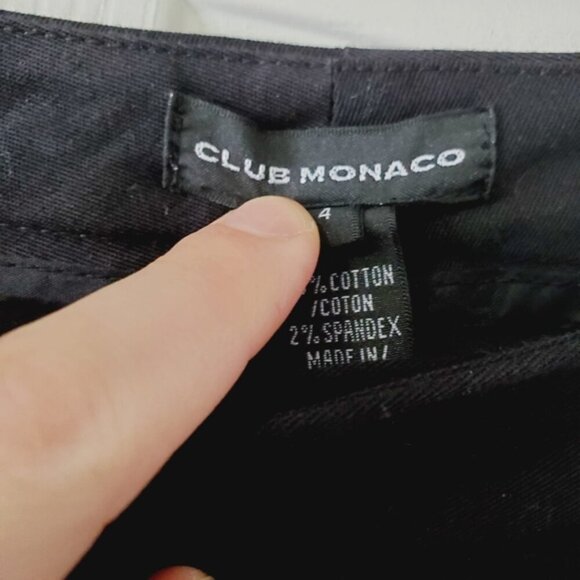 CLUB MONACO
4
% COTTON
/COTON
2% SPANDEX
MADE IN/